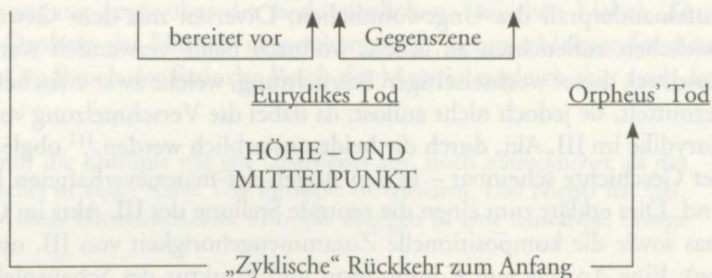 bereitet vor Gegenszene
Eurydikes Tod Orpheus’ Tod
HÖHE- UND
MITTELPUNKT
„Zyklische“ Rückkehr zum Anfang